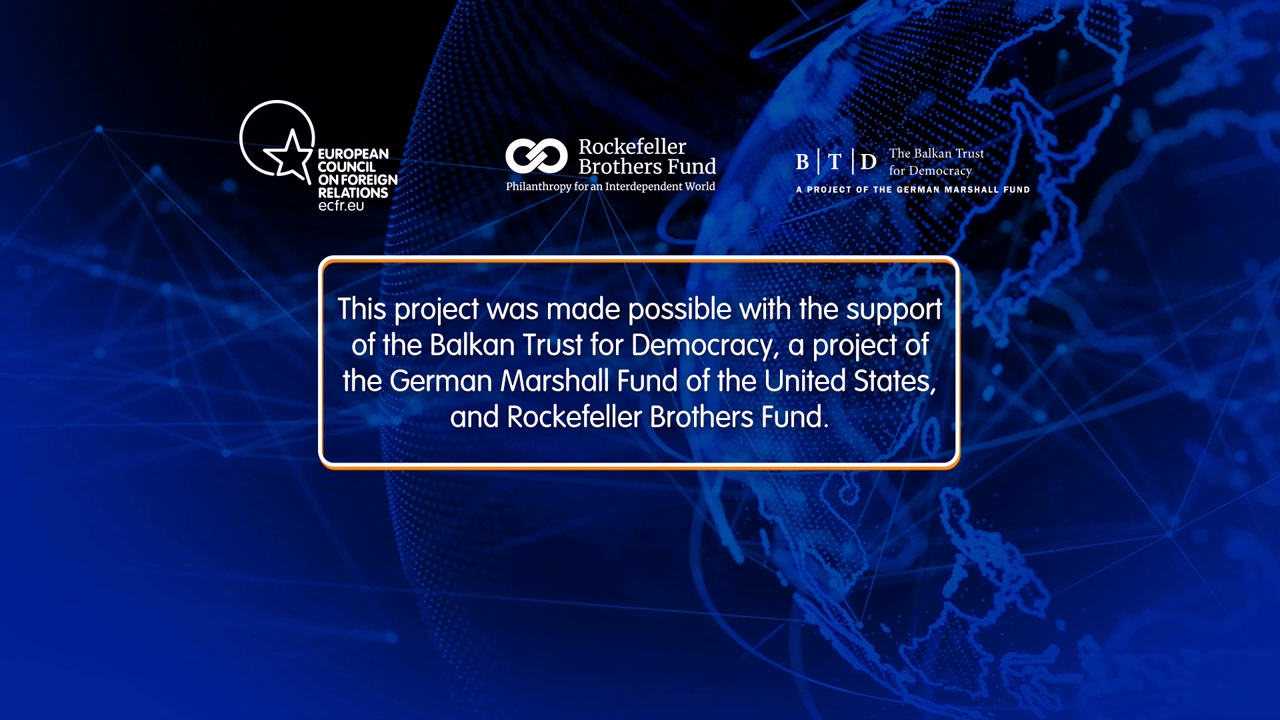 EUROPEAN
COUNCIL
ON FOREIGN
RELATIONS
ecfr.eu
Rockefeller
Brothers Fund
Philanthropy for an Interdependent World
B | T | D
The Balkan Trust
for Democracy
A PROJECT OF THE GERMAN MARSHALL FUND
This project was made possible with the support
of the Balkan Trust for Democracy, a project of
the German Marshall Fund of the United States,
and Rockefeller Brothers Fund.